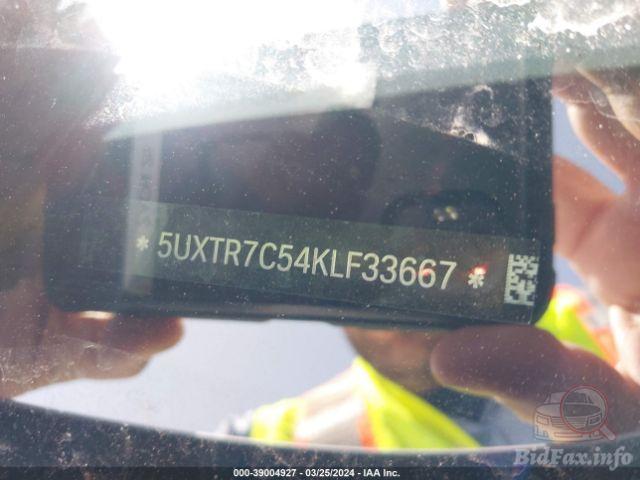 * 5UXTR7C54KLF33667 *
000-39004927 - 03/25/2024 - IAA Inc.
BidFax.info